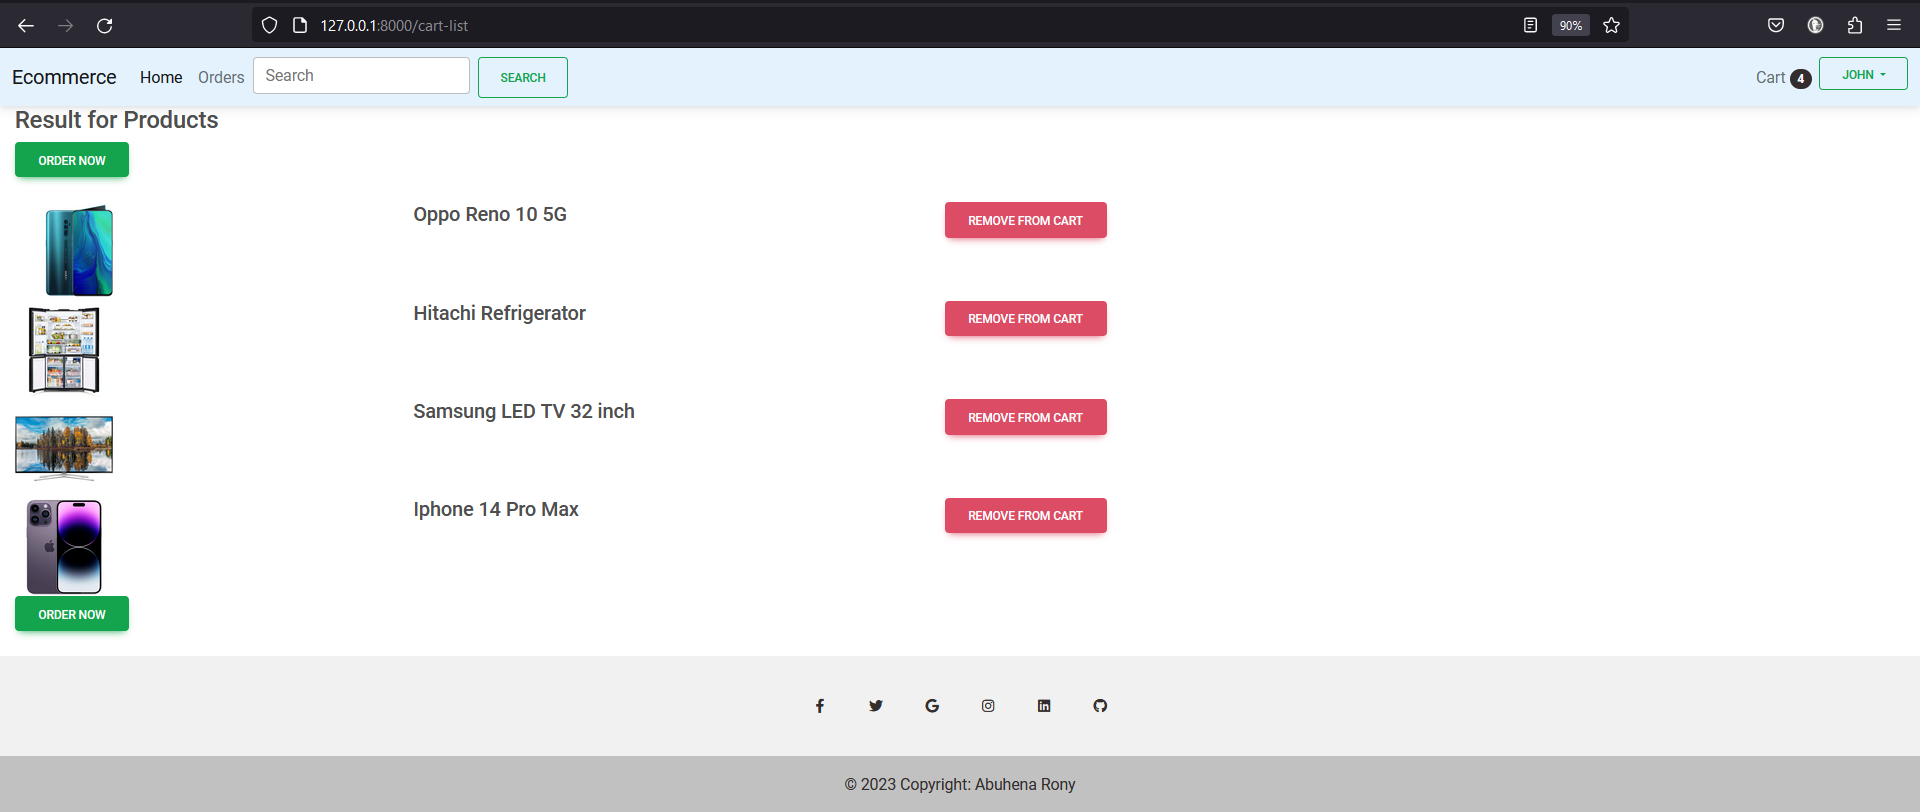 127.0.0.1:8000/cart-list 90%
Ecommerce Home Orders Search SEARCH Cart 4 JOHN
Result for Products
ORDER NOW
Oppo Reno 10 5G REMOVE FROM CART
Hitachi Refrigerator REMOVE FROM CART
Samsung LED TV 32 inch REMOVE FROM CART
Iphone 14 Pro Max REMOVE FROM CART
ORDER NOW
© 2023 Copyright: Abuhena Rony